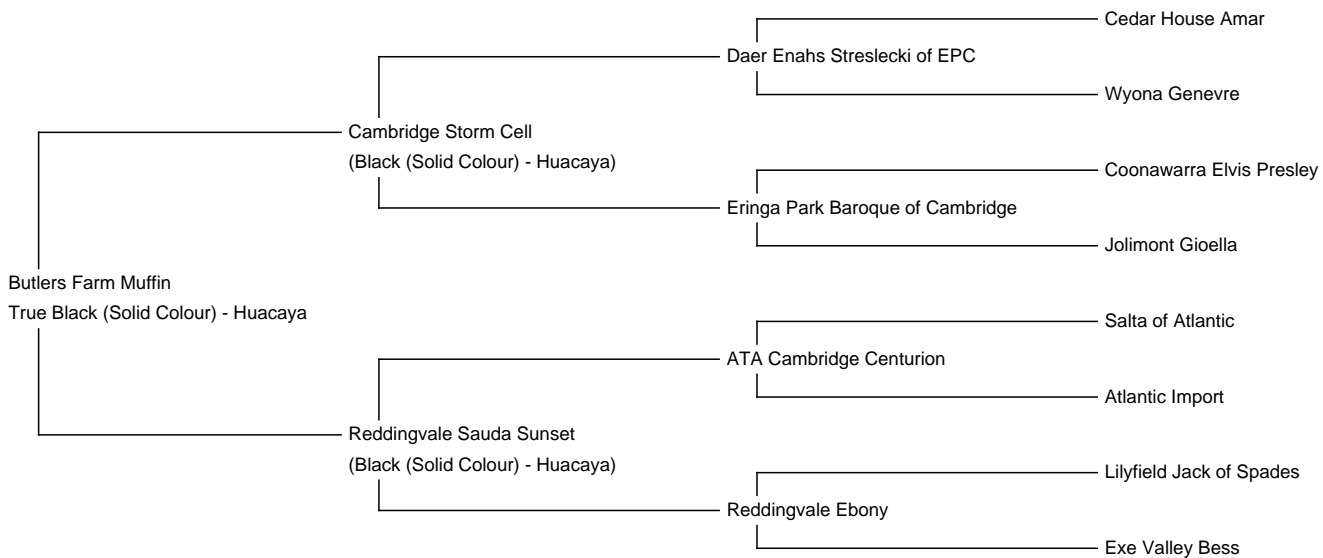 Cedar House Amar
Daer Enahs Streslecki of EPC
Wyona Genevre
Cambridge Storm Cell
(Black (Solid Colour) - Huacaya)
Coonawarra Elvis Presley
Eringa Park Baroque of Cambridge
Jolimont Gioella
Butlers Farm Muffin
True Black (Solid Colour) - Huacaya
Salta of Atlantic
ATA Cambridge Centurion
Atlantic Import
Reddingvale Sauda Sunset
(Black (Solid Colour) - Huacaya)
Lilyfield Jack of Spades
Reddingvale Ebony
Exe Valley Bess